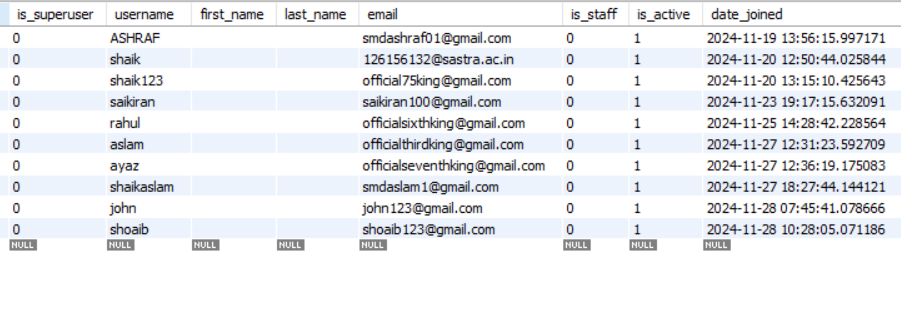 is_superuser username first_name last_name email is_staff is_active date_joined
0 ASHRAF smdashraf01@gmail.com 0 1 2024-11-19 13:56:15.997171
0 shaik 126156132@sastra.ac.in 0 1 2024-11-20 12:50:44.025844
0 shaik123 official75king@gmail.com 0 1 2024-11-20 13:15:10.425643
0 saikiran saikiran100@gmail.com 0 1 2024-11-23 19:17:15.632091
0 rahul officialsixthking@gmail.com 0 1 2024-11-25 14:28:42.228564
0 aslam officialthirdking@gmail.com 0 1 2024-11-27 12:31:23.592709
0 ayaz officialseventhking@gmail.com 0 1 2024-11-27 12:36:19.175083
0 shaikaslam smdaslam1@gmail.com 0 1 2024-11-27 18:27:44.144121
0 john john123@gmail.com 0 1 2024-11-28 07:45:41.078666
0 shoaib shoaib123@gmail.com 0 1 2024-11-28 10:28:05.071186
NULL NULL NULL NULL NULL NULL NULL NULL